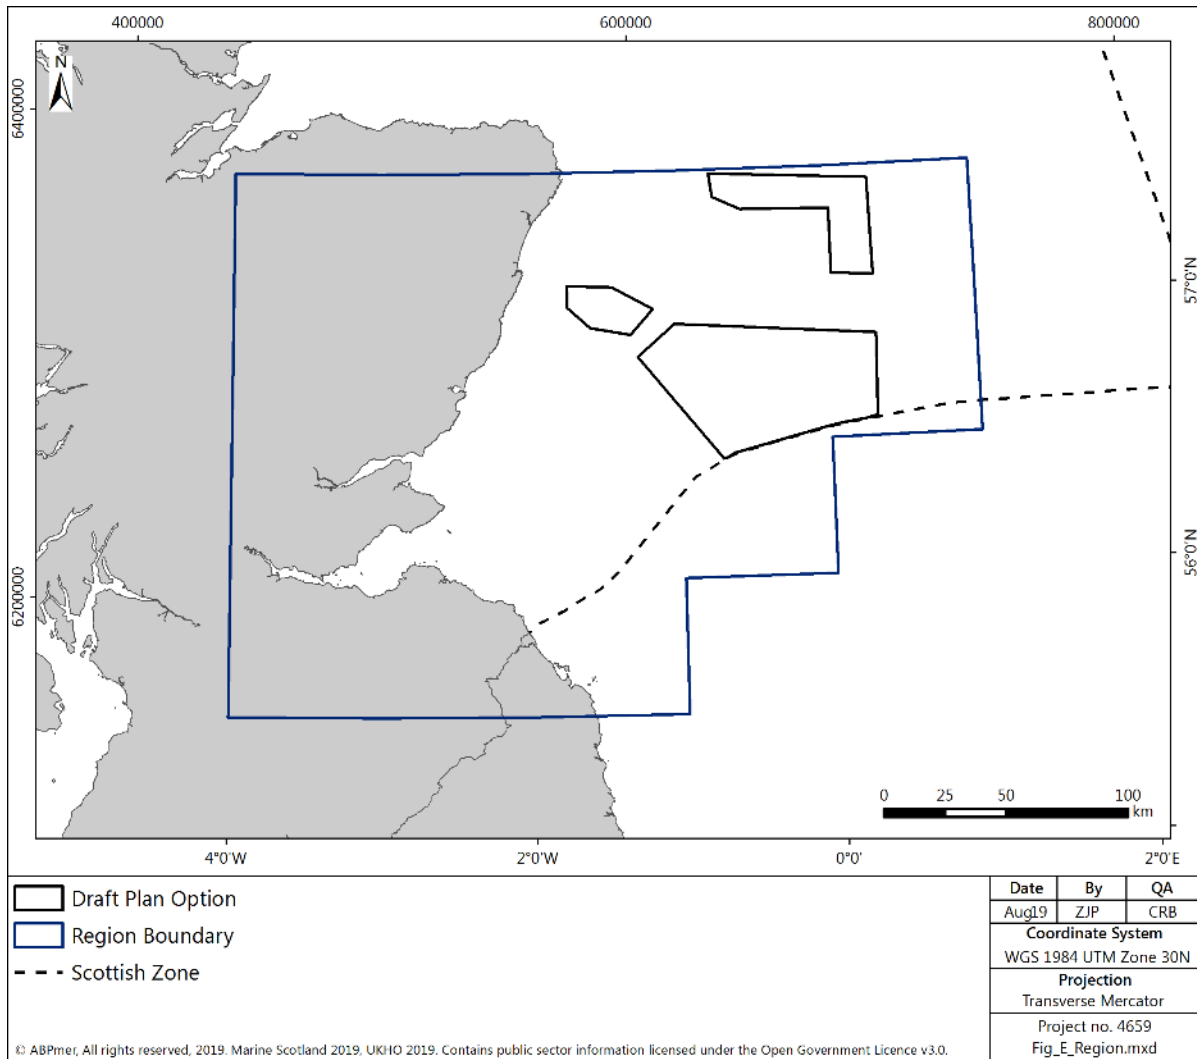 400000 600000 800000
N
6400000
57°0'N
56°0'N
6200000
0 25 50 100
km
4°0'W 2°0'W 0°0' 2°0'E
Draft Plan Option
Region Boundary
Scottish Zone
Date By QA
Aug19 ZJP CRB
Coordinate System
WGS 1984 UTM Zone 30N
Projection
Transverse Mercator
Project no. 4659
Fig_E_Region.mxd
© ABPmer, All rights reserved, 2019. Marine Scotland 2019, UKHO 2019. Contains public sector information licensed under the Open Government Licence v3.0.